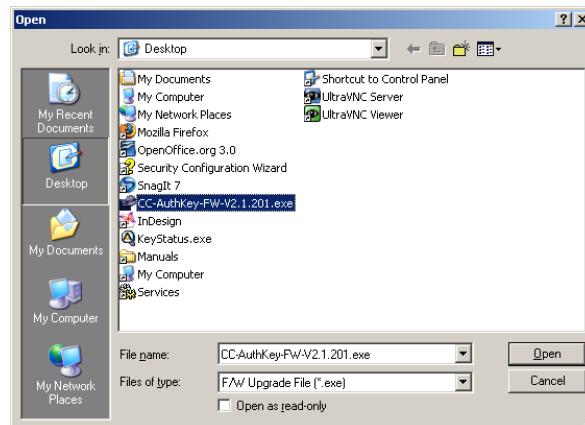 Open
Look in:
Desktop
My Recent
Documents
Desktop
My Documents
My Computer
My Network
Places
My Documents
My Computer
My Network Places
Mozilla Firefox
OpenOffice.org 3.0
Security Configuration Wizard
SnagIt 7
CC-AuthKey-FW-V2.1.201.exe
InDesign
KeyStatus.exe
Manuals
My Computer
Services
Shortcut to Control Panel
UltraVNC Server
UltraVNC Viewer
File name:
CC-AuthKey-FW-V2.1.201.exe
Open
Files of type:
F/W Upgrade File (*.exe)
Cancel
Open as read-only